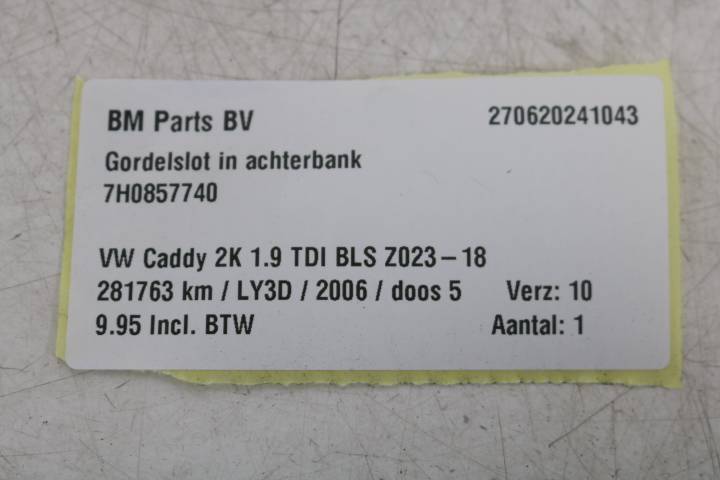 BM Parts BV 270620241043
Gordelslot in achterbank
7H0857740
VW Caddy 2K 1.9 TDI BLS Z023-18
281763 km / LY3D / 2006 / doos 5 Verz: 10
9.95 Incl. BTW Aantal: 1